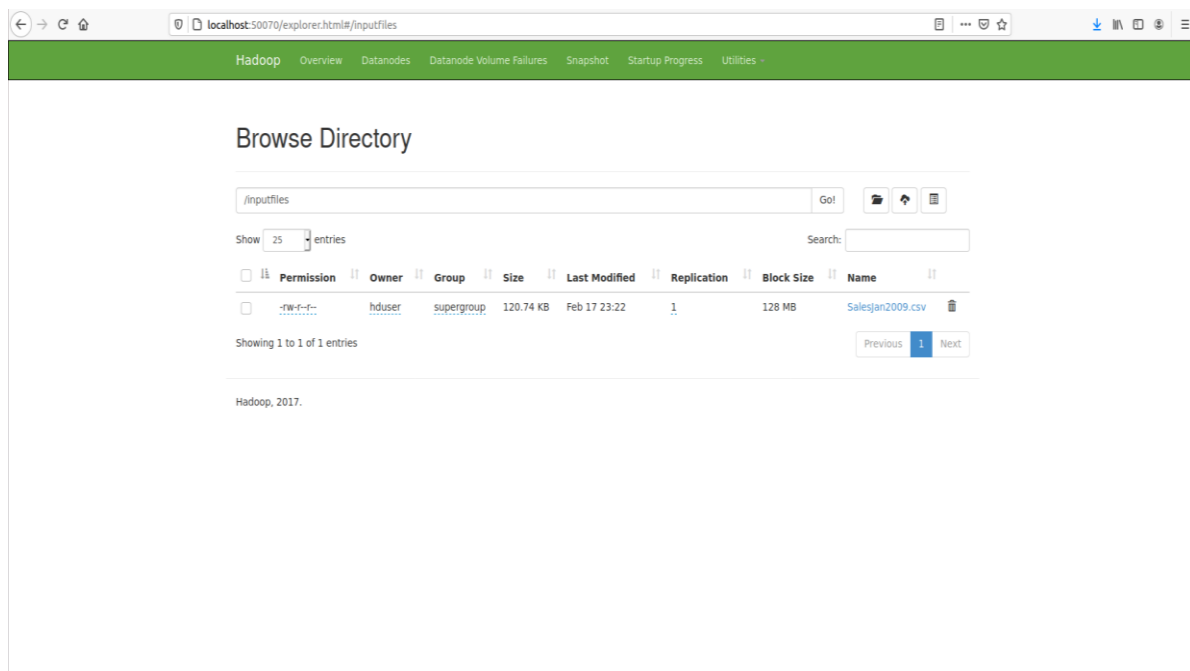 localhost:50070/explorer.html#/inputfiles
Hadoop Overview Datanodes Datanode Volume Failures Snapshot Startup Progress Utilities
Browse Directory
/inputfiles Go!
Show 25 entries Search:
Permission Owner Group Size Last Modified Replication Block Size Name
-rw-r--r-- hduser supergroup 120.74 KB Feb 17 23:22 1 128 MB SalesJan2009.csv
Showing 1 to 1 of 1 entries Previous 1 Next
Hadoop, 2017.